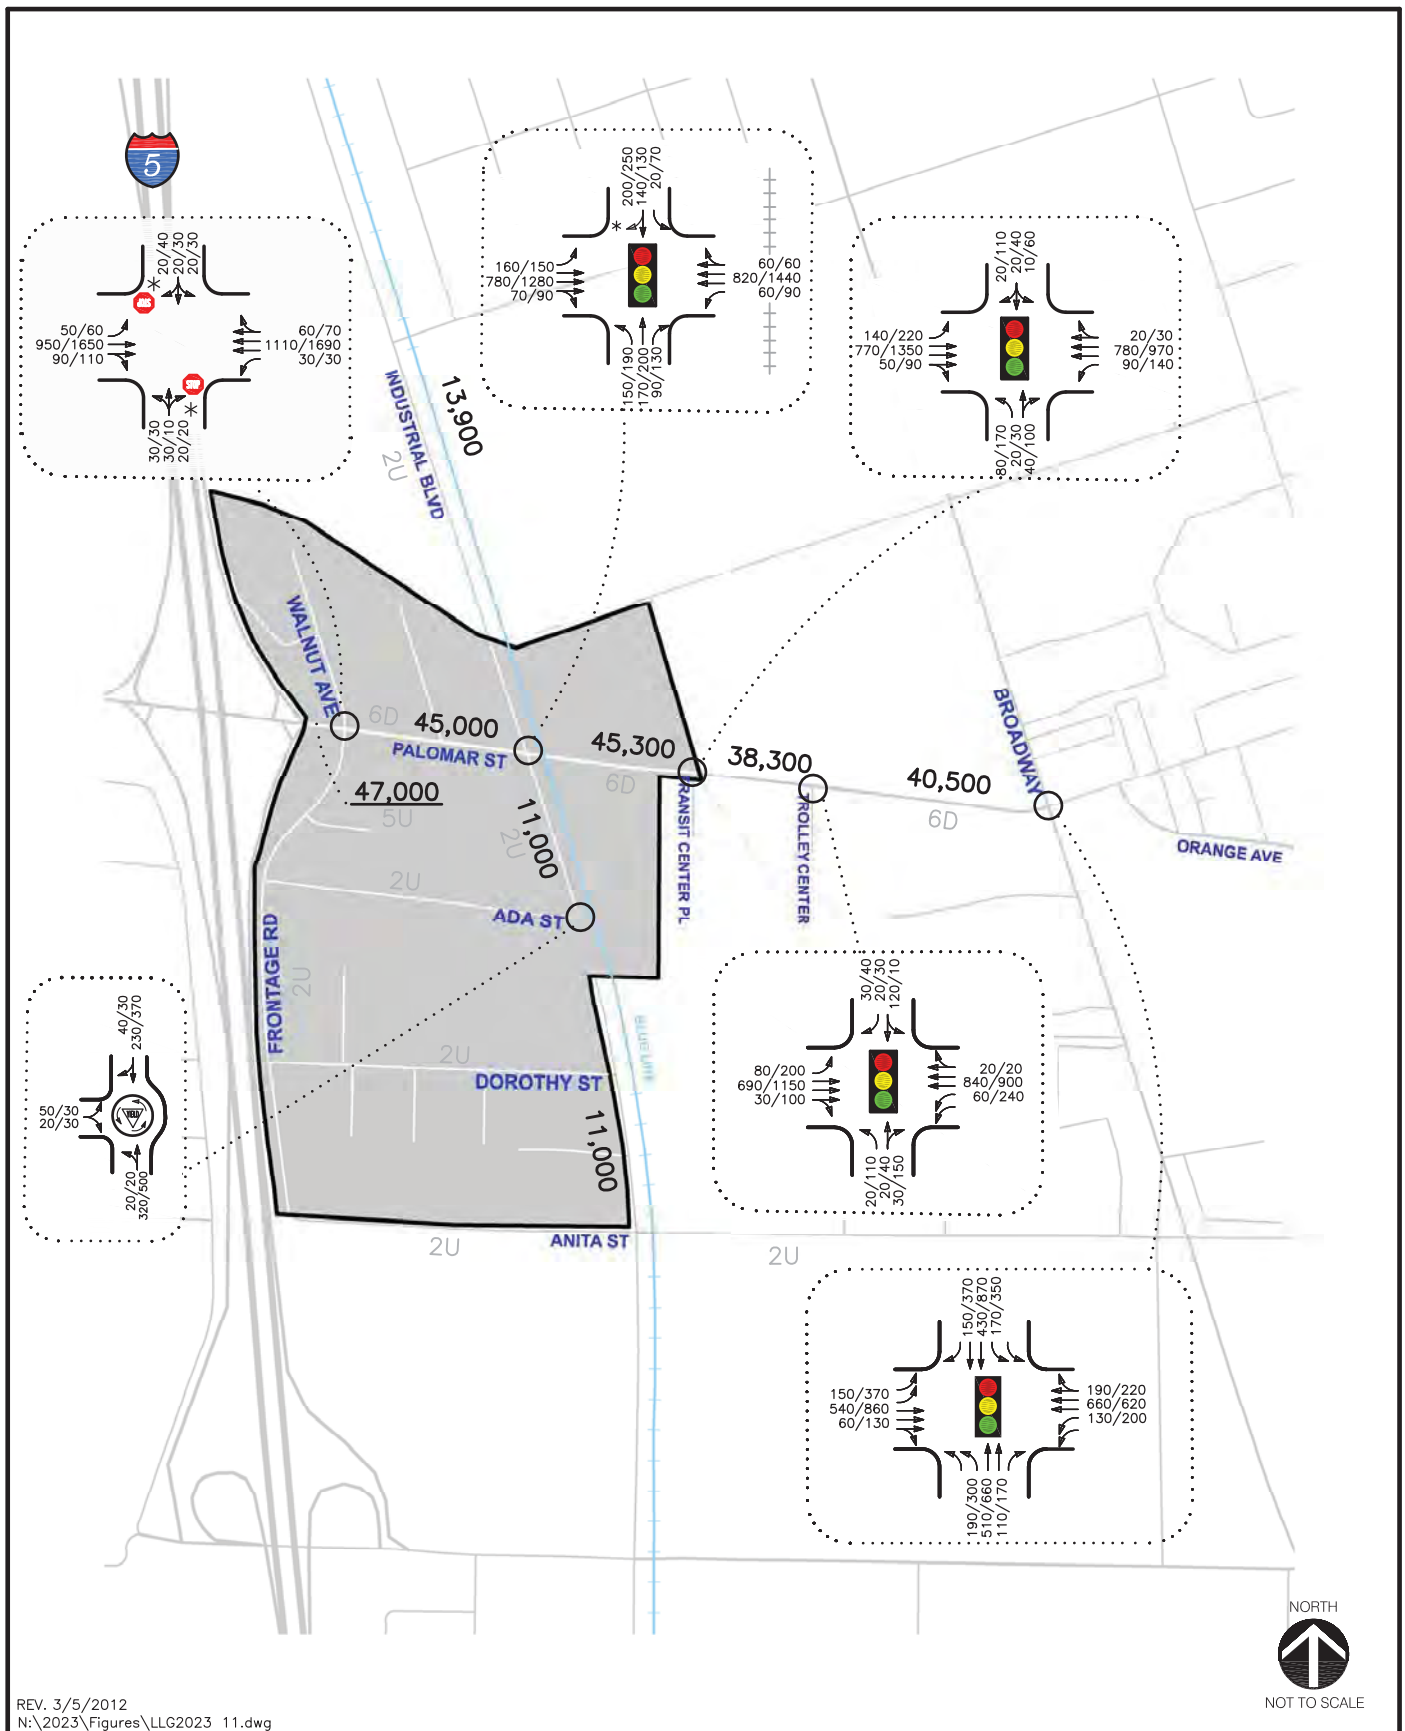 5
20/40
20/30
20/30
STOP
*
50/60
950/1650
90/110
60/70
1110/1690
30/30
STOP
*
30/30
30/10
20/20
200/250
140/130
20/70
*
160/150
780/1280
70/90
60/60
820/1440
60/90
150/190
170/200
90/130
20/110
20/40
10/60
140/220
770/1350
50/90
20/30
780/970
90/140
80/170
20/30
40/100
INDUSTRIAL BLVD
2U
13,900
WALNUT AVE
6D
45,000
PALOMAR ST
45,300
6D
38,300
40,500
6D
BROADWAY
47,000
5U
11,000
2U
TRANSIT CENTER PL
TROLLEY CENTER
ORANGE AVE
2U
ADA ST
FRONTAGE RD
2U
2U
DOROTHY ST
BLUE LINE
11,000
ANITA ST
2U
2U
40/30
230/370
50/30
20/30
YIELD
20/20
320/500
30/40
20/30
120/10
80/200
690/1150
30/100
20/20
840/900
60/240
20/110
20/40
30/150
150/370
430/870
170/350
150/370
540/860
60/130
190/220
660/620
130/200
190/300
510/660
110/170
NORTH
NOT TO SCALE
REV. 3/5/2012
N:\2023\Figures\LLG2023 11.dwg